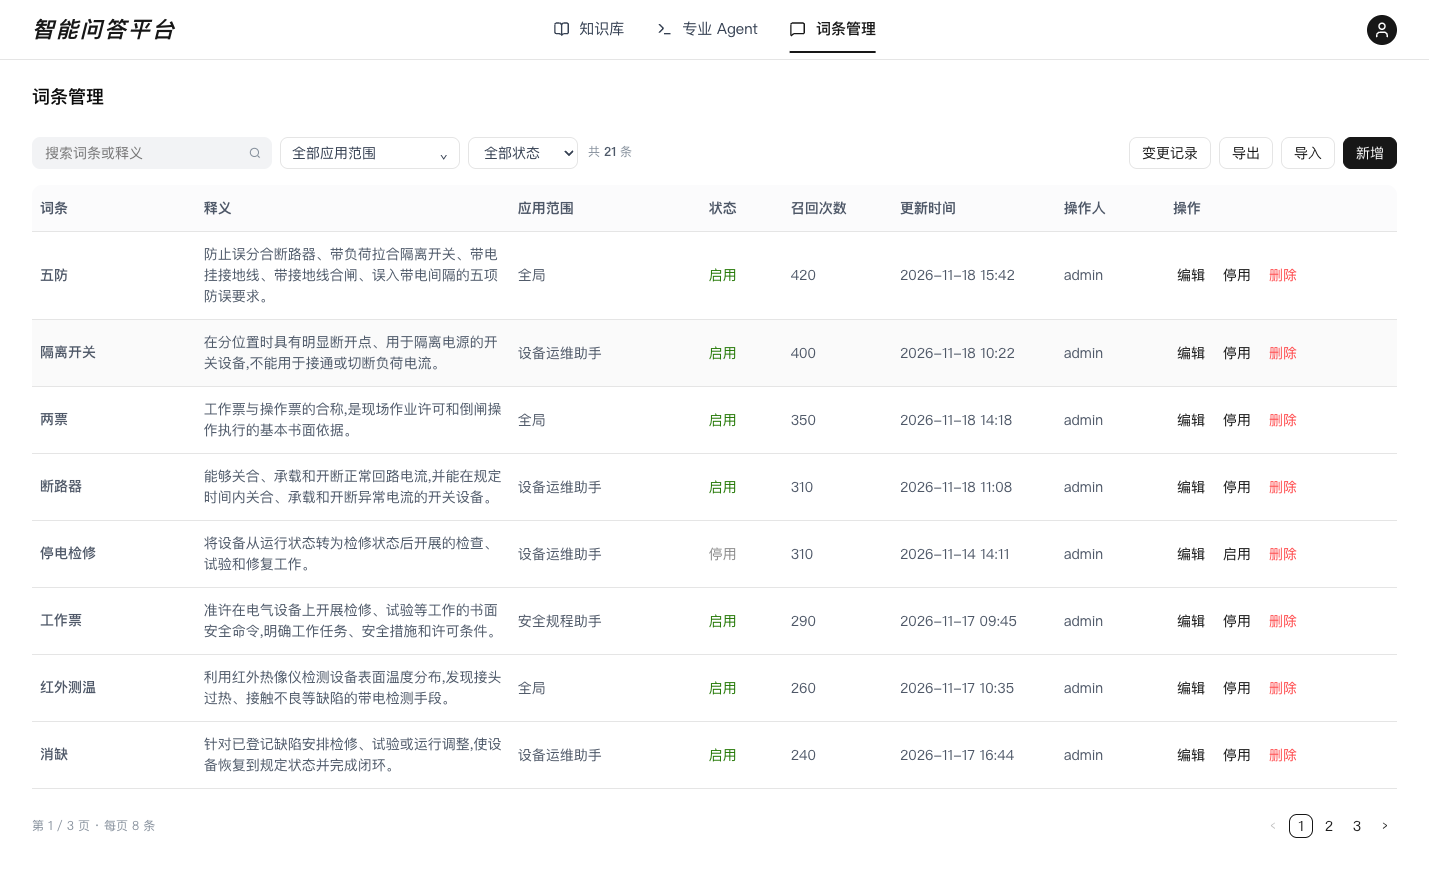 智能问答平台
知识库 专业 Agent 词条管理
词条管理
搜索词条或释义 全部应用范围 全部状态 共 21 条 变更记录 导出 导入 新增
词条 释义 应用范围 状态 召回次数 更新时间 操作人 操作
五防 防止误分合断路器、带负荷拉合隔离开关、带电
挂接地线、带接地线合闸、误入带电间隔的五项
防误要求。 全局 启用 420 2026-11-18 15:42 admin 编辑 停用 删除
隔离开关 在分位置时具有明显断开点、用于隔离电源的开
关设备,不能用于接通或切断负荷电流。 设备运维助手 启用 400 2026-11-18 10:22 admin 编辑 停用 删除
两票 工作票与操作票的合称,是现场作业许可和倒闸操
作执行的基本书面依据。 全局 启用 350 2026-11-18 14:18 admin 编辑 停用 删除
断路器 能够关合、承载和开断正常回路电流,并能在规定
时间内关合、承载和开断异常电流的开关设备。 设备运维助手 启用 310 2026-11-18 11:08 admin 编辑 停用 删除
停电检修 将设备从运行状态转为检修状态后开展的检查、
试验和修复工作。 设备运维助手 停用 310 2026-11-14 14:11 admin 编辑 启用 删除
工作票 准许在电气设备上开展检修、试验等工作的书面
安全命令,明确工作任务、安全措施和许可条件。 安全规程助手 启用 290 2026-11-17 09:45 admin 编辑 停用 删除
红外测温 利用红外热像仪检测设备表面温度分布,发现接头
过热、接触不良等缺陷的带电检测手段。 全局 启用 260 2026-11-17 10:35 admin 编辑 停用 删除
消缺 针对已登记缺陷安排检修、试验或运行调整,使设
备恢复到规定状态并完成闭环。 设备运维助手 启用 240 2026-11-17 16:44 admin 编辑 停用 删除
第 1 / 3 页 · 每页 8 条 < 1 2 3 >